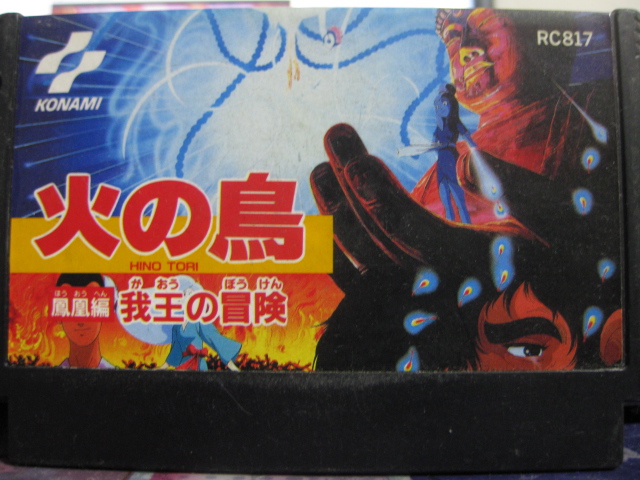 RC817
KONAMI
火の鳥
HINO TORI
ほうおうへん がおう ぼうけん
鳳凰編 我王の冒険